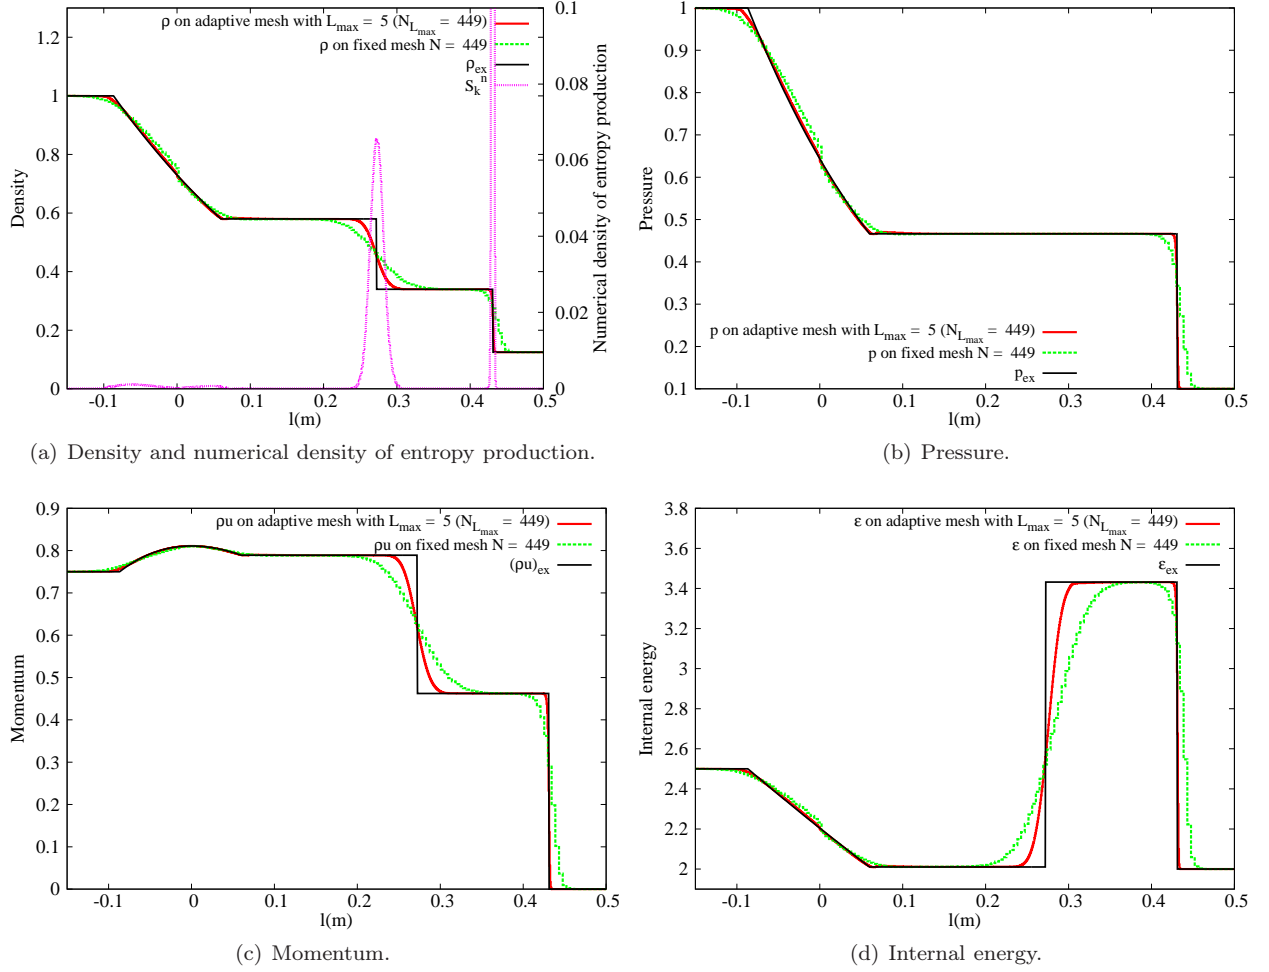 ρ on adaptive mesh with L_max = 5 (N_L_max = 449)
ρ on fixed mesh N = 449
ρ_ex
S_k^n
Density
1.2
1
0.8
0.6
0.4
0.2
0
-0.1 0 0.1 0.2 0.3 0.4 0.5
l(m)
0.1
0.08
0.06
0.04
0.02
0
Numerical density of entropy production
(a) Density and numerical density of entropy production.
p on adaptive mesh with L_max = 5 (N_L_max = 449)
p on fixed mesh N = 449
p_ex
Pressure
1
0.9
0.8
0.7
0.6
0.5
0.4
0.3
0.2
0.1
-0.1 0 0.1 0.2 0.3 0.4 0.5
l(m)
(b) Pressure.
ρu on adaptive mesh with L_max = 5 (N_L_max = 449)
ρu on fixed mesh N = 449
(ρu)_ex
Momentum
0.9
0.8
0.7
0.6
0.5
0.4
0.3
0.2
0.1
0
-0.1 0 0.1 0.2 0.3 0.4 0.5
l(m)
(c) Momentum.
ε on adaptive mesh with L_max = 5 (N_L_max = 449)
ε on fixed mesh N = 449
ε_ex
Internal energy
3.8
3.6
3.4
3.2
3
2.8
2.6
2.4
2.2
2
-0.1 0 0.1 0.2 0.3 0.4 0.5
l(m)
(d) Internal energy.